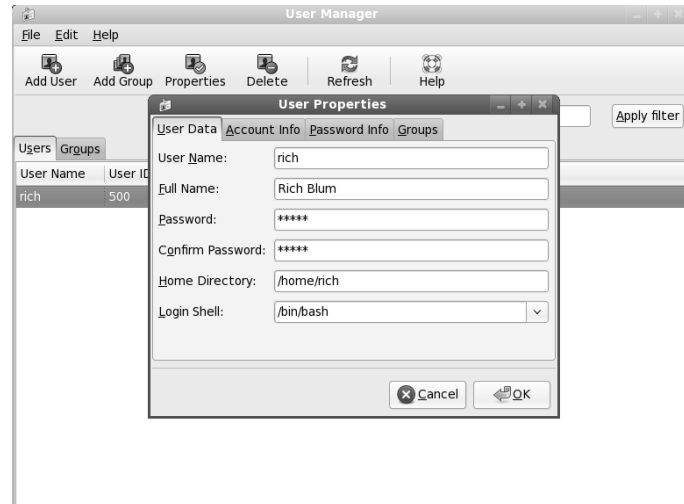 User Manager
File Edit Help
Add User Add Group Properties Delete Refresh Help
Apply filter
User Properties
Users Groups
User Name User ID
rich 500
User Data Account Info Password Info Groups
User Name: rich
Full Name: Rich Blum
Password: *****
Confirm Password: *****
Home Directory: /home/rich
Login Shell: /bin/bash
Cancel OK